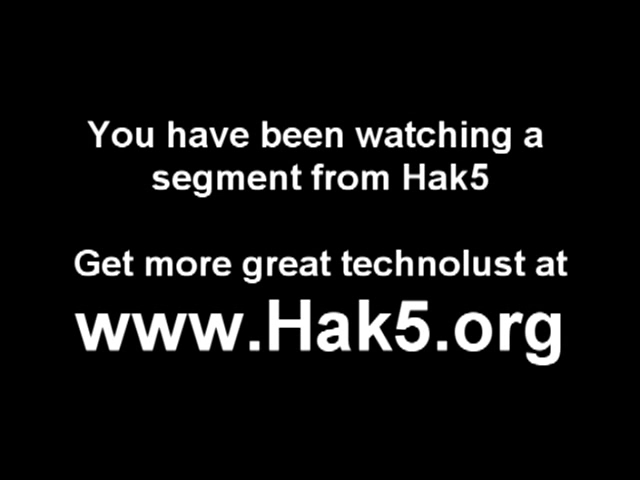 You have been watching a
segment from Hak5
Get more great technolust at
www.Hak5.org